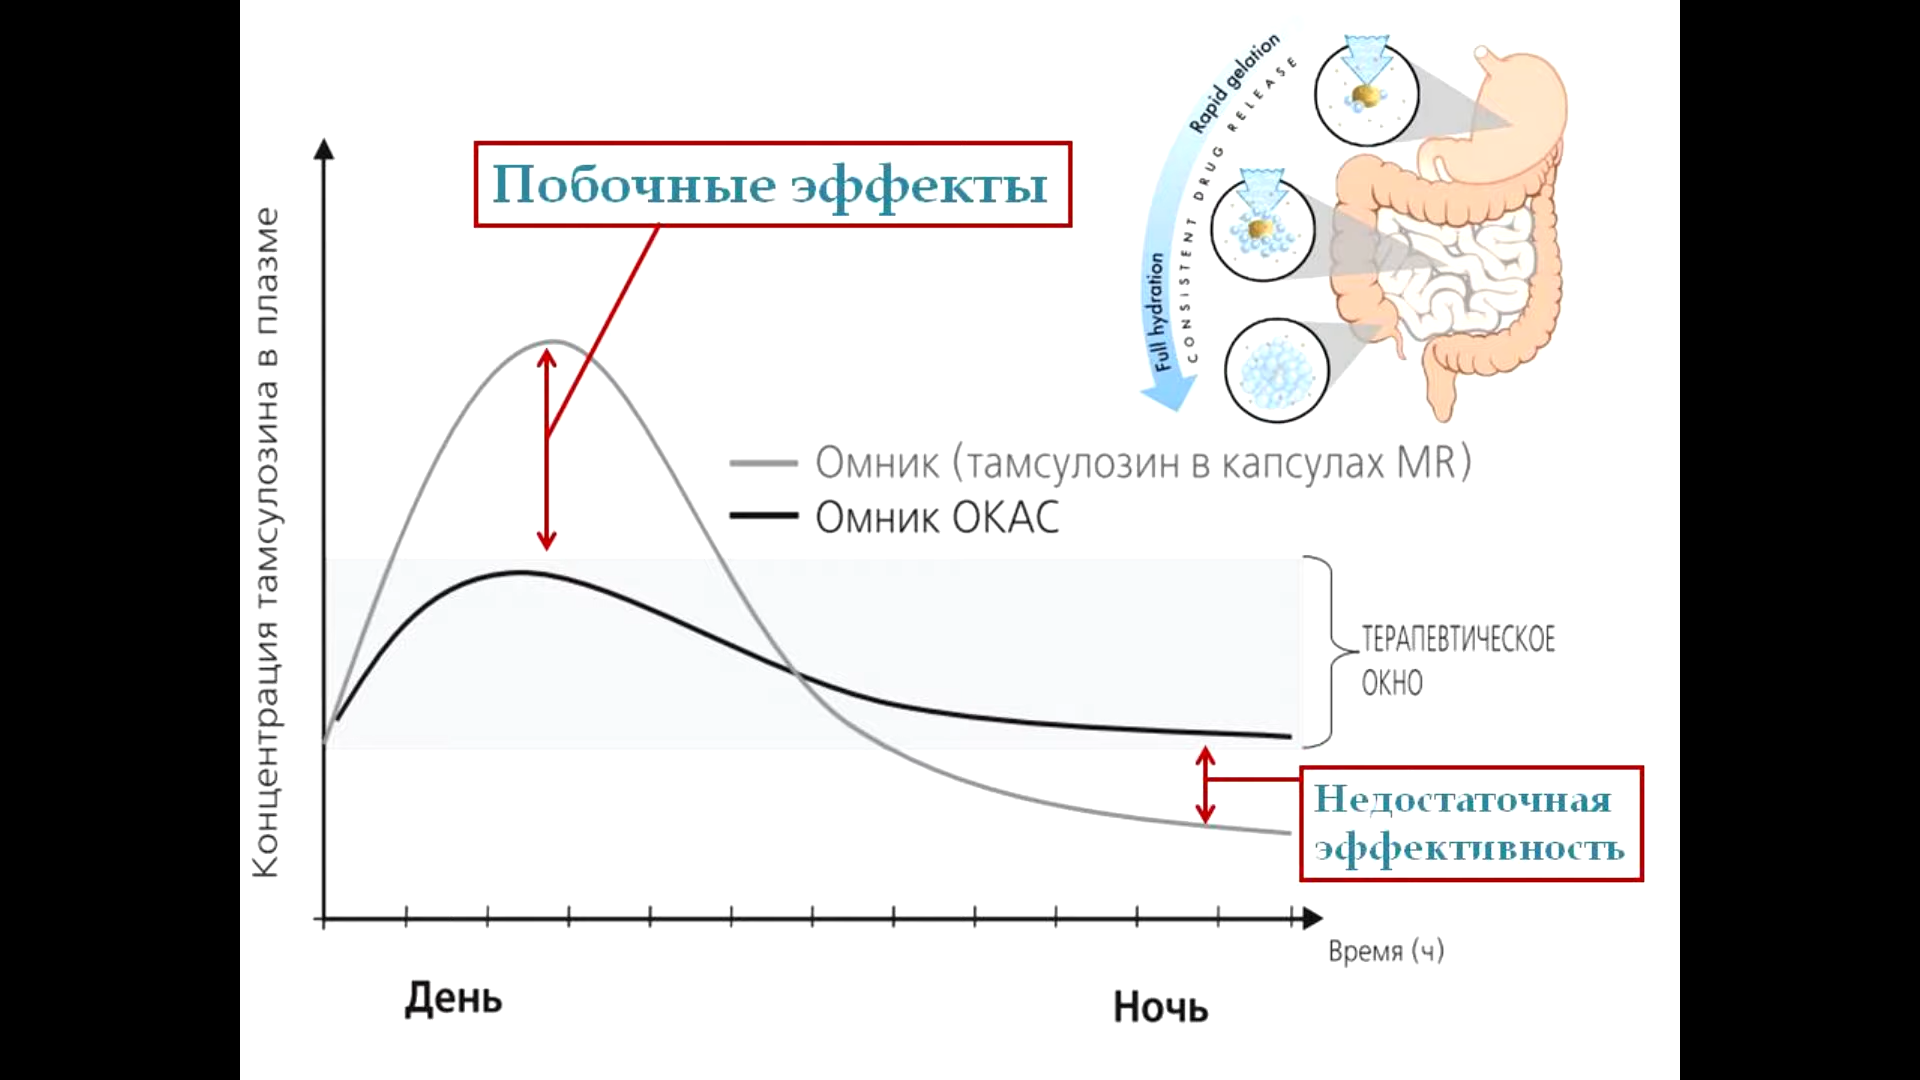 Rapid gelation
CONSISTENT DRUG RELEASE
Full hydration
Побочные эффекты
Концентрация тамсулозина в плазме
Омник (тамсулозин в капсулах MR)
Омник ОКАС
ТЕРАПЕВТИЧЕСКОЕ
ОКНО
Недостаточная
эффективность
Время (ч)
День
Ночь